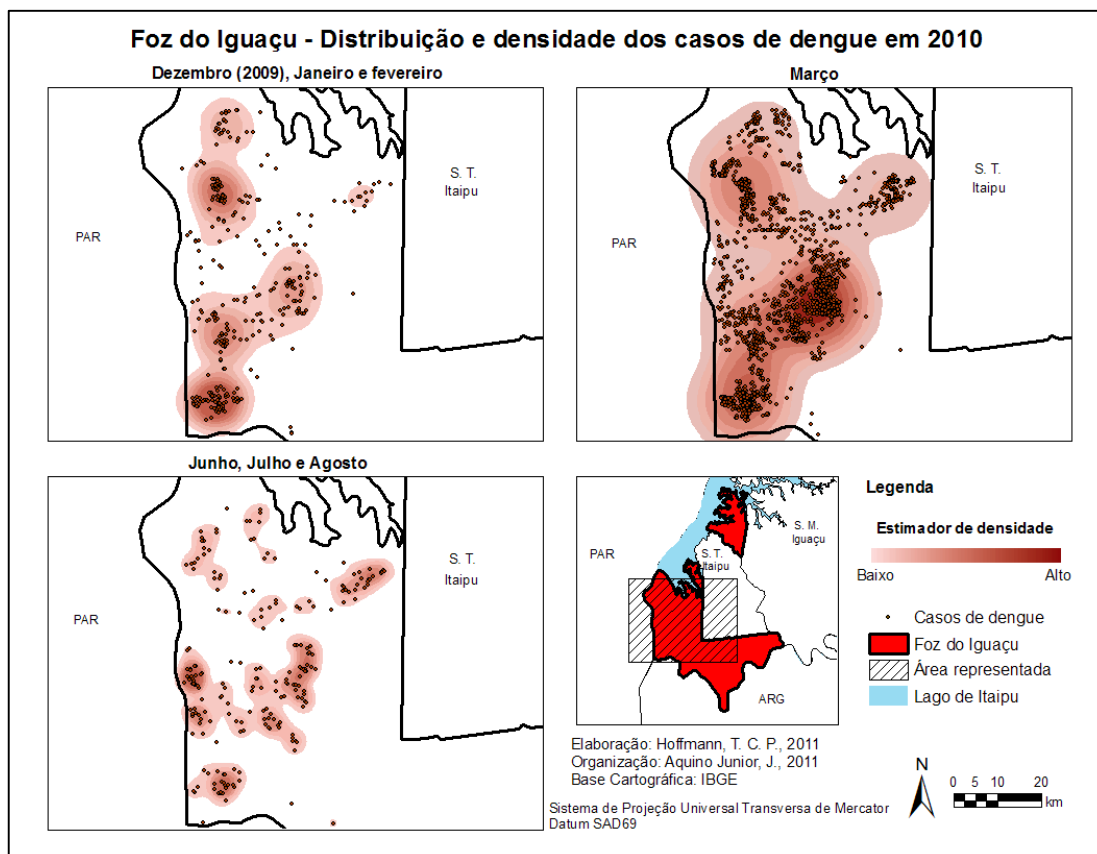 Foz do Iguaçu - Distribuição e densidade dos casos de dengue em 2010
Dezembro (2009), Janeiro e fevereiro
PAR
S. T.
Itaipu
Março
PAR
S. T.
Itaipu
Junho, Julho e Agosto
PAR
S. T.
Itaipu
PAR
S. M.
Iguaçu
S. T.
Itaipu
ARG
Legenda
Estimador de densidade
Baixo
Alto
Casos de dengue
Foz do Iguaçu
Área representada
Lago de Itaipu
Elaboração: Hoffmann, T. C. P., 2011
Organização: Aquino Junior, J., 2011
Base Cartográfica: IBGE
Sistema de Projeção Universal Transversa de Mercator
Datum SAD69
N
0 5 10 20
km